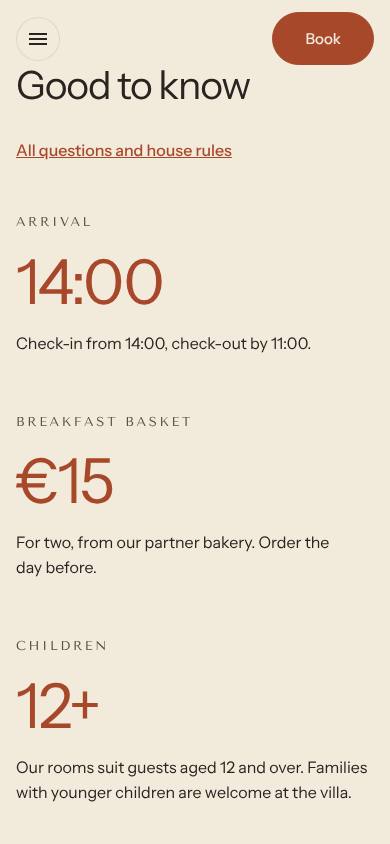 Book
Good to know
All questions and house rules
ARRIVAL
14:00
Check-in from 14:00, check-out by 11:00.
BREAKFAST BASKET
€15
For two, from our partner bakery. Order the
day before.
CHILDREN
12+
Our rooms suit guests aged 12 and over. Families
with younger children are welcome at the villa.